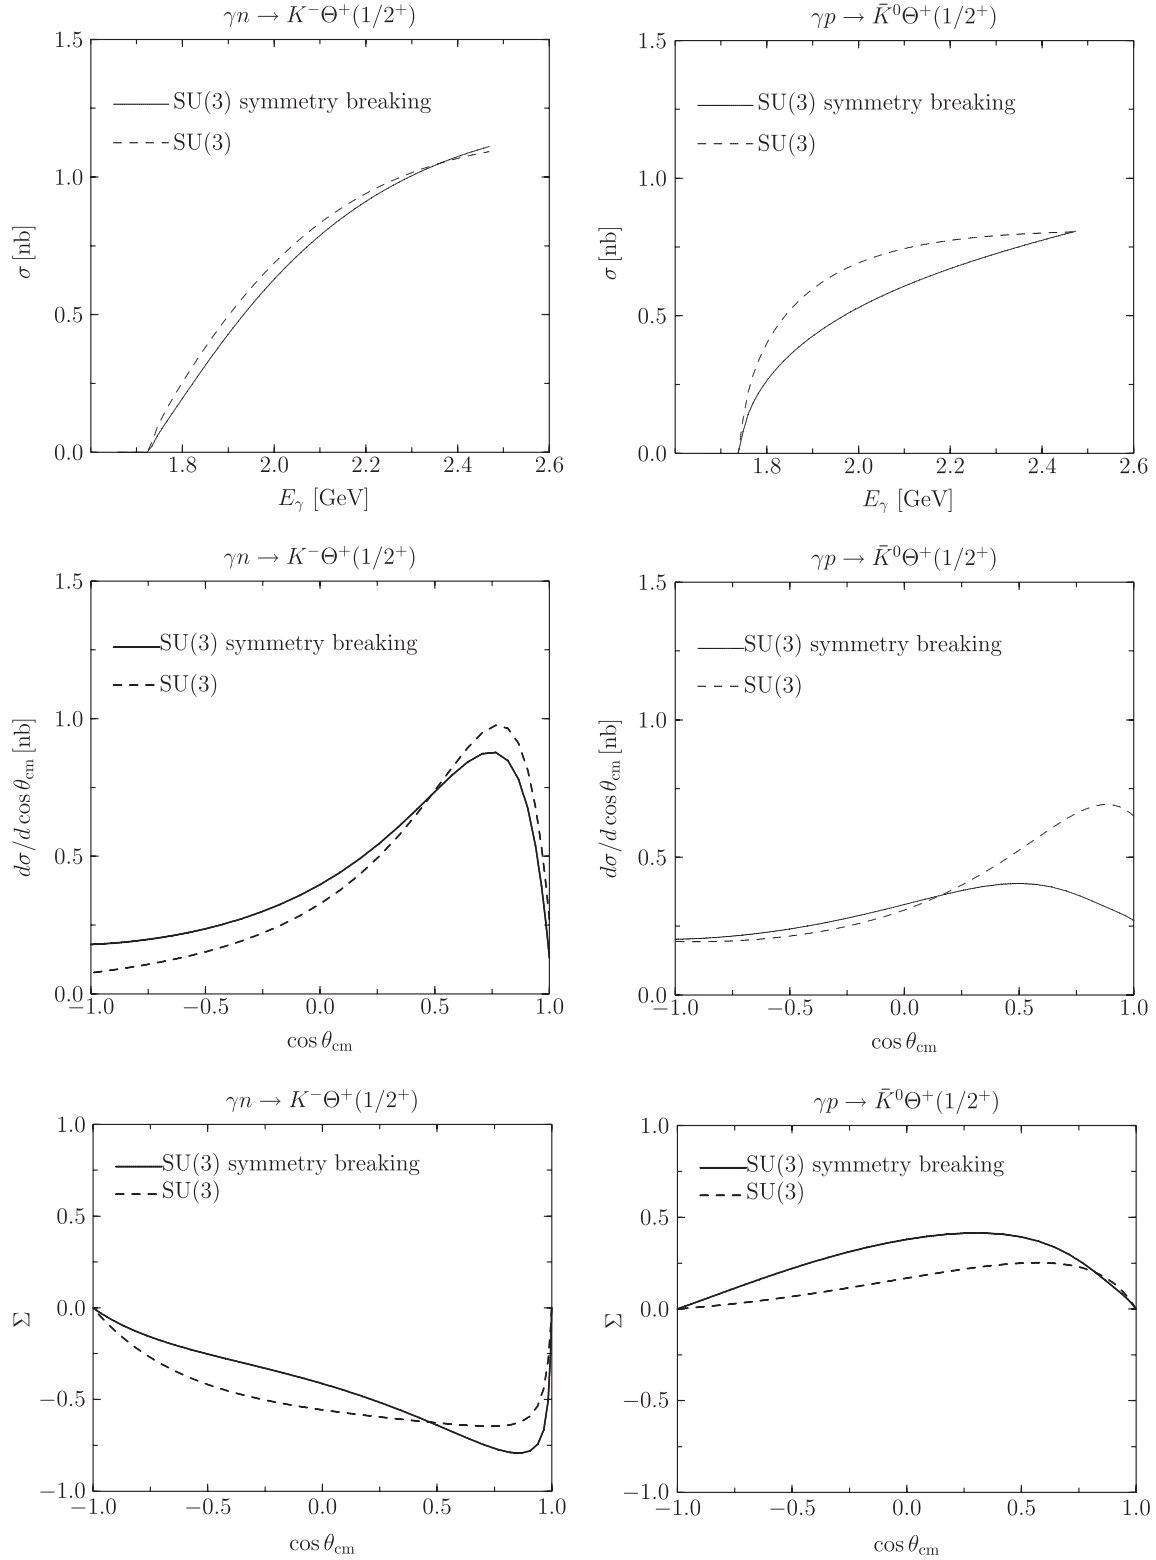 γn → K⁻Θ⁺(1/2⁺)
1.5
SU(3) symmetry breaking
SU(3)
1.0
σ [nb]
0.5
0.0
1.8 2.0 2.2 2.4 2.6
E_γ [GeV]
γp → K̄⁰Θ⁺(1/2⁺)
1.5
SU(3) symmetry breaking
SU(3)
1.0
σ [nb]
0.5
0.0
1.8 2.0 2.2 2.4 2.6
E_γ [GeV]
γn → K⁻Θ⁺(1/2⁺)
1.5
SU(3) symmetry breaking
SU(3)
1.0
dσ/d cos θ_cm [nb]
0.5
0.0
−1.0 −0.5 0.0 0.5 1.0
cos θ_cm
γp → K̄⁰Θ⁺(1/2⁺)
1.5
SU(3) symmetry breaking
SU(3)
1.0
dσ/d cos θ_cm [nb]
0.5
0.0
−1.0 −0.5 0.0 0.5 1.0
cos θ_cm
γn → K⁻Θ⁺(1/2⁺)
1.0
SU(3) symmetry breaking
SU(3)
0.5
0.0
Σ
−0.5
−1.0
−1.0 −0.5 0.0 0.5 1.0
cos θ_cm
γp → K̄⁰Θ⁺(1/2⁺)
1.0
SU(3) symmetry breaking
SU(3)
0.5
0.0
Σ
−0.5
−1.0
−1.0 −0.5 0.0 0.5 1.0
cos θ_cm